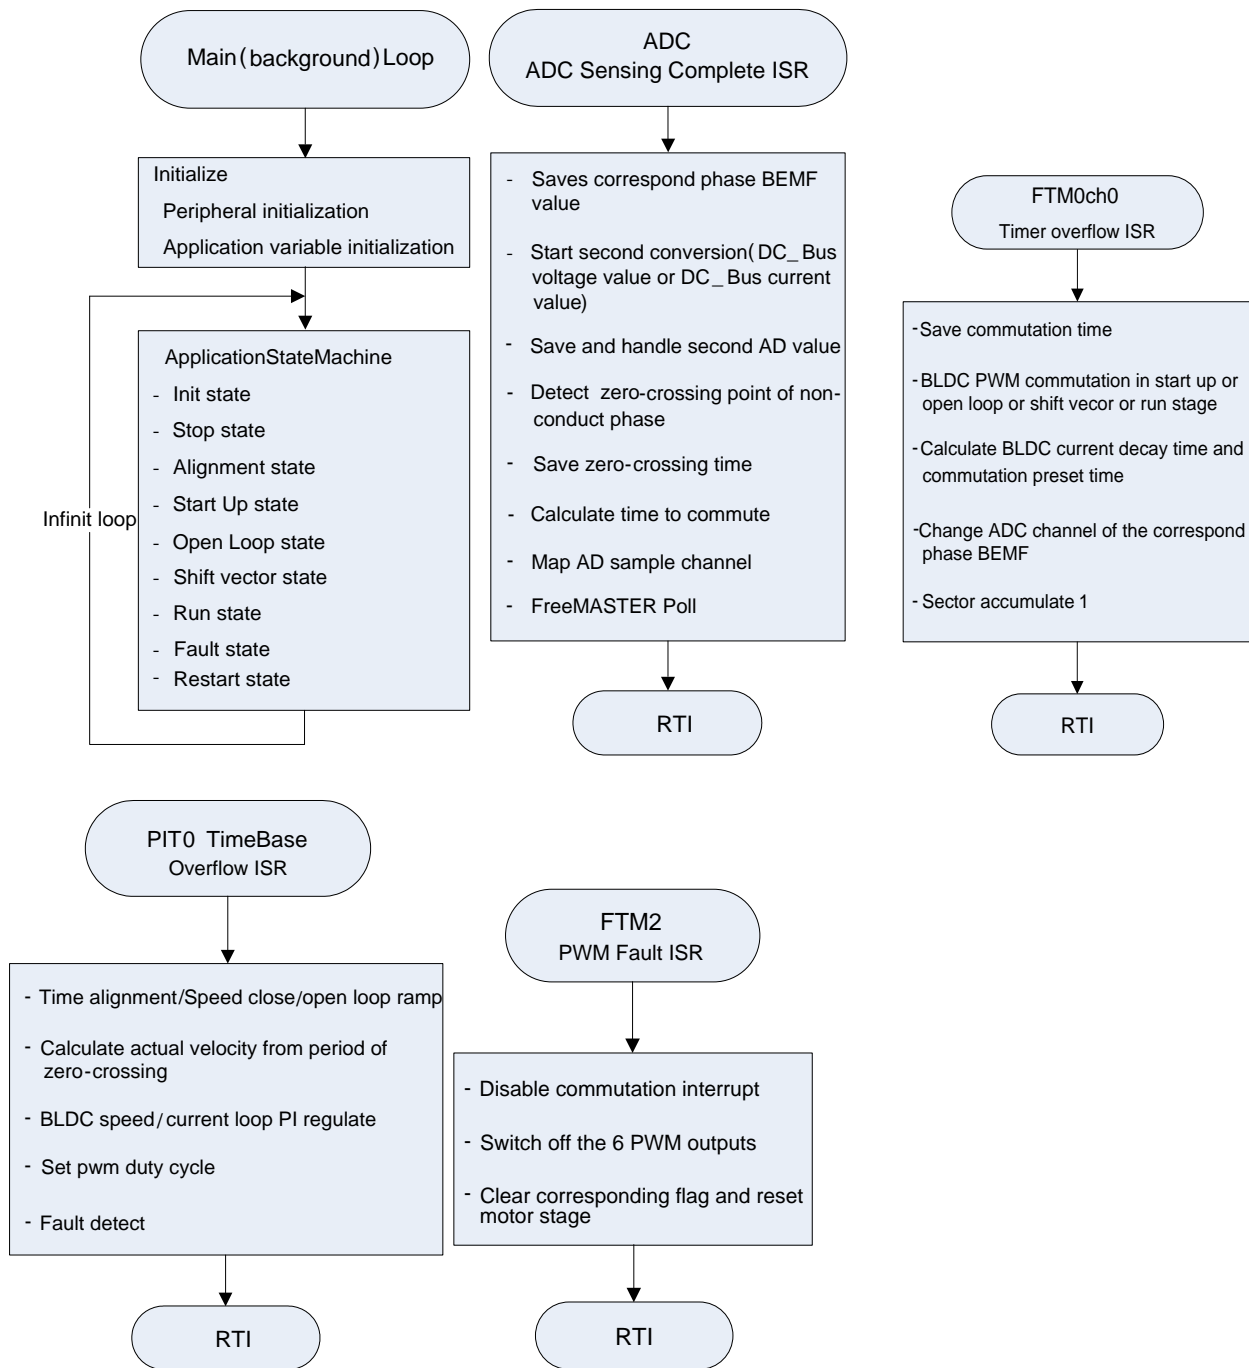 Main(background)Loop
Initialize
Peripheral initialization
Application variable initialization
Infinit loop
ApplicationStateMachine
- Init state
- Stop state
- Alignment state
- Start Up state
- Open Loop state
- Shift vector state
- Run state
- Fault state
- Restart state
ADC
ADC Sensing Complete ISR
- Saves correspond phase BEMF
value
- Start second conversion(DC_Bus
voltage value or DC_Bus current
value)
- Save and handle second AD value
- Detect zero-crossing point of non-
conduct phase
- Save zero-crossing time
- Calculate time to commute
- Map AD sample channel
- FreeMASTER Poll
RTI
FTM0ch0
Timer overflow ISR
-Save commutation time
-BLDC PWM commutation in start up or
open loop or shift vecor or run stage
-Calculate BLDC current decay time and
commutation preset time
-Change ADC channel of the correspond
phase BEMF
-Sector accumulate 1
RTI
PIT0 TimeBase
Overflow ISR
- Time alignment/Speed close/open loop ramp
- Calculate actual velocity from period of
zero-crossing
- BLDC speed/current loop PI regulate
- Set pwm duty cycle
- Fault detect
RTI
FTM2
PWM Fault ISR
- Disable commutation interrupt
- Switch off the 6 PWM outputs
- Clear corresponding flag and reset
motor stage
RTI